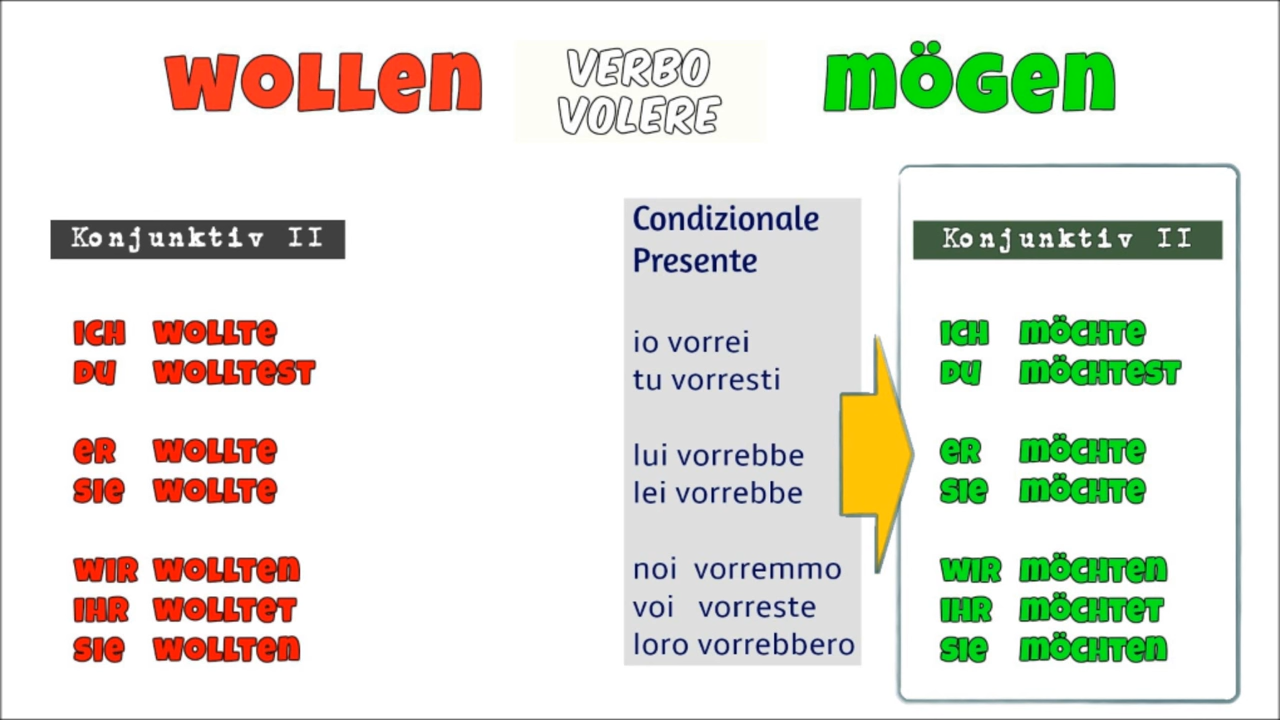 WOLLEN
VERBO
VOLERE
MÖGEN
Konjunktiv II
ICH WOLLTE
DU WOLLTEST
ER WOLLTE
SIE WOLLTE
WIR WOLLTEN
IHR WOLLTET
SIE WOLLTEN
Condizionale
Presente
io vorrei
tu vorresti
lui vorrebbe
lei vorrebbe
noi vorremmo
voi vorreste
loro vorrebbero
Konjunktiv II
ICH MÖCHTE
DU MÖCHTEST
ER MÖCHTE
SIE MÖCHTE
WIR MÖCHTEN
IHR MÖCHTET
SIE MÖCHTEN